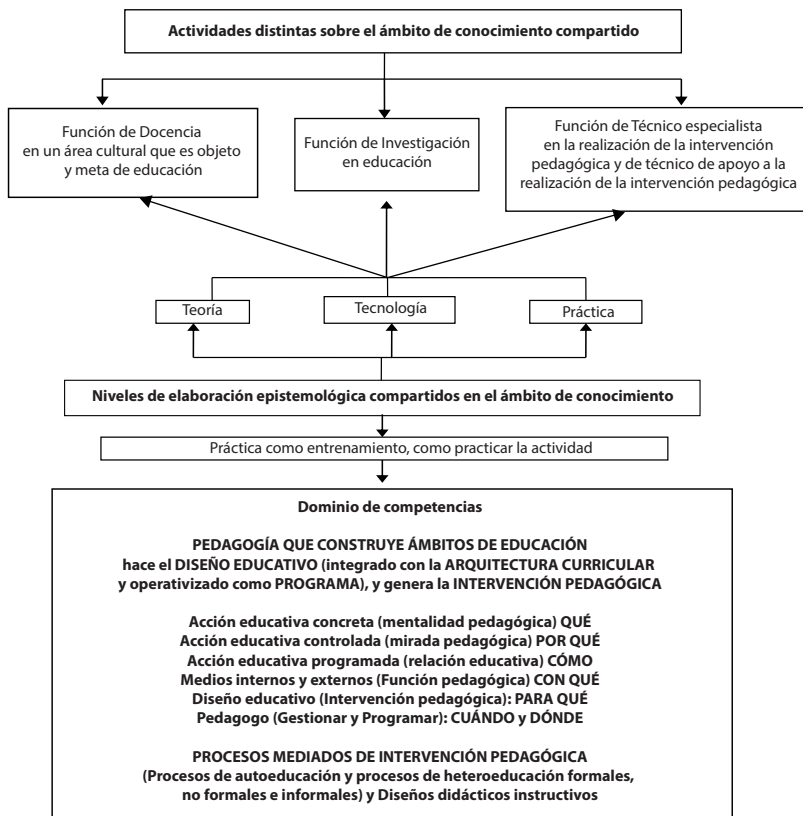 Actividades distintas sobre el ámbito de conocimiento compartido
Función de Docencia
en un área cultural que es objeto
y meta de educación
Función de Investigación
en educación
Función de Técnico especialista
en la realización de la intervención
pedagógica y de técnico de apoyo a la
realización de la intervención pedagógica
Teoría
Tecnología
Práctica
Niveles de elaboración epistemológica compartidos en el ámbito de conocimiento
Práctica como entrenamiento, como practicar la actividad
Dominio de competencias
PEDAGOGÍA QUE CONSTRUYE ÁMBITOS DE EDUCACIÓN
hace el DISEÑO EDUCATIVO (integrado con la ARQUITECTURA CURRICULAR
y operativizado como PROGRAMA), y genera la INTERVENCIÓN PEDAGÓGICA
Acción educativa concreta (mentalidad pedagógica) QUÉ
Acción educativa controlada (mirada pedagógica) POR QUÉ
Acción educativa programada (relación educativa) CÓMO
Medios internos y externos (Función pedagógica) CON QUÉ
Diseño educativo (Intervención pedagógica): PARA QUÉ
Pedagogo (Gestionar y Programar): CUÁNDO y DÓNDE
PROCESOS MEDIADOS DE INTERVENCIÓN PEDAGÓGICA
(Procesos de autoeducación y procesos de heteroeducación formales,
no formales e informales) y Diseños didácticos instructivos